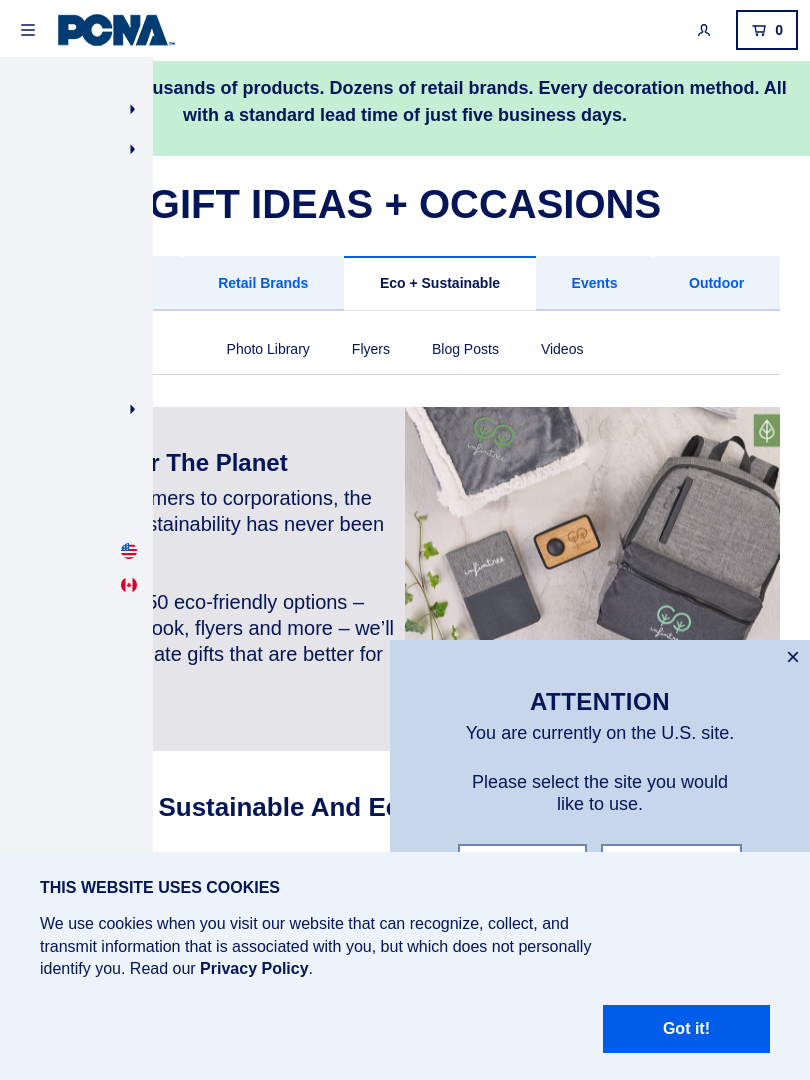 PCNA
0
usands of products. Dozens of retail brands. Every decoration method. All
with a standard lead time of just five business days.
GIFT IDEAS + OCCASIONS
Retail Brands
Eco + Sustainable
Events
Outdoor
Photo Library
Flyers
Blog Posts
Videos
r The Planet
mers to corporations, the
stainability has never been
50 eco-friendly options –
ook, flyers and more – we’ll
ate gifts that are better for
infinitree
infinitree
infinitree
Sustainable And Ec
×
ATTENTION
You are currently on the U.S. site.
Please select the site you would
like to use.
THIS WEBSITE USES COOKIES
We use cookies when you visit our website that can recognize, collect, and
transmit information that is associated with you, but which does not personally
identify you. Read our Privacy Policy.
Got it!